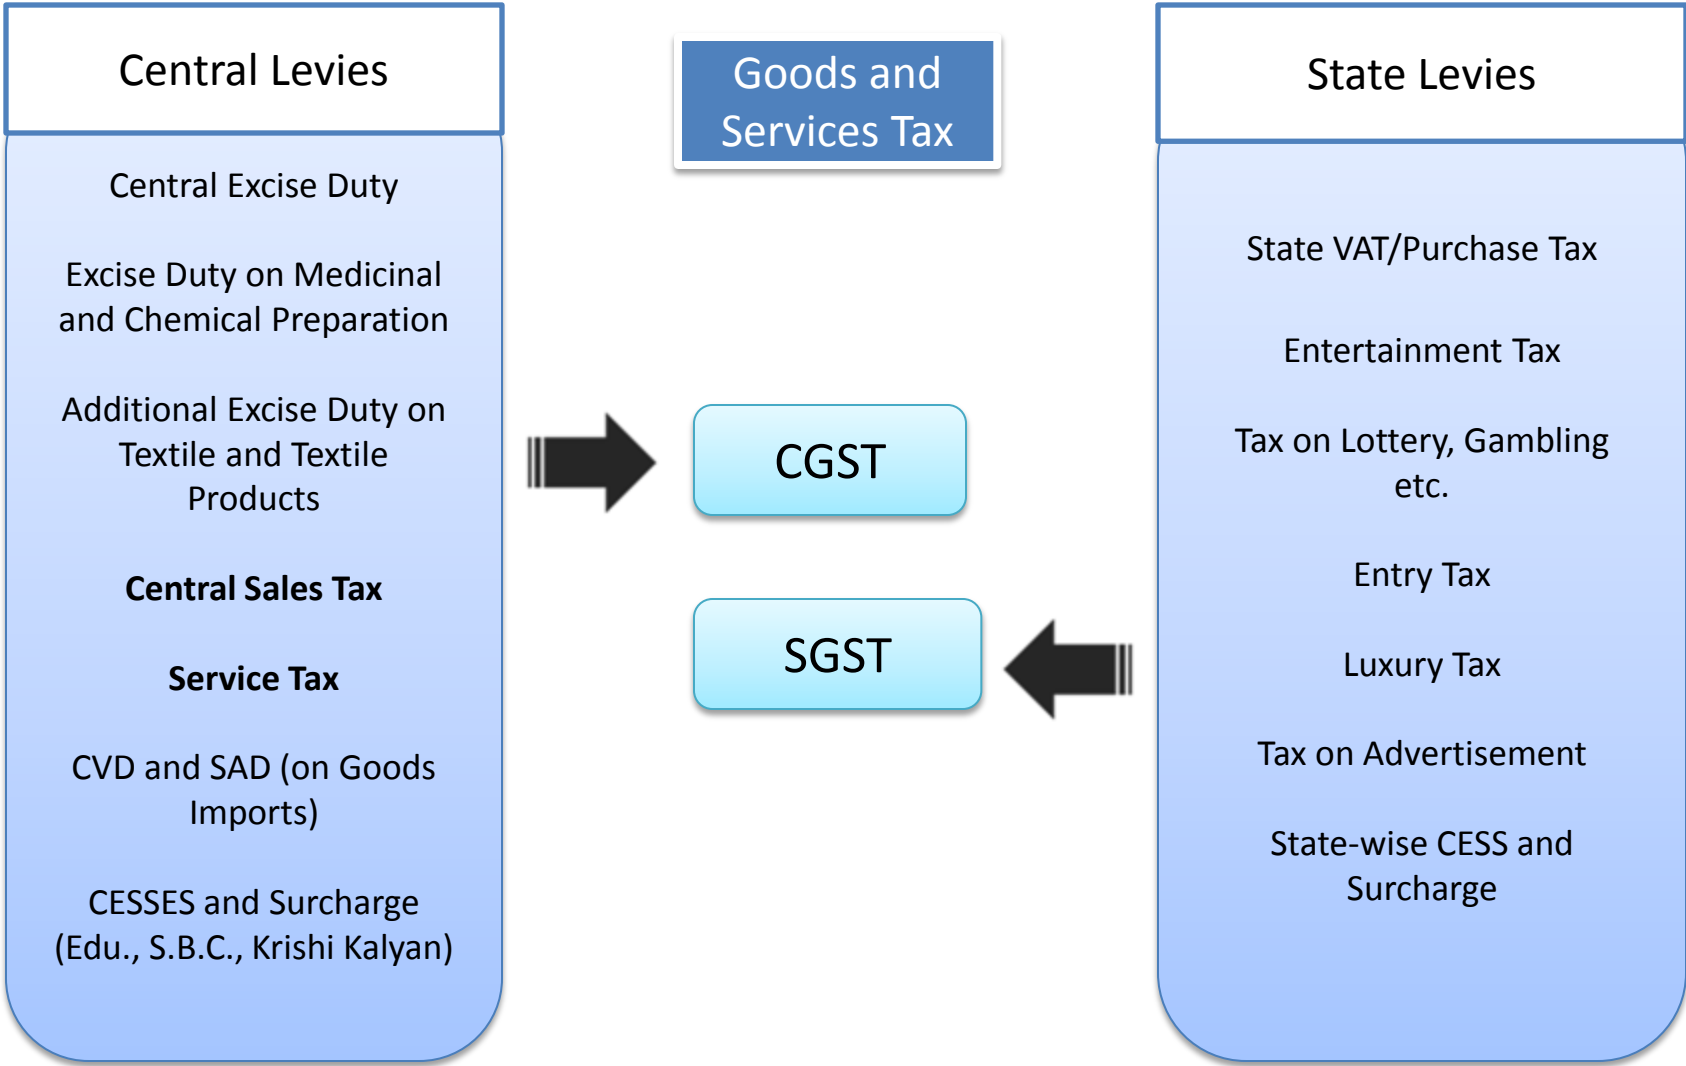 Central Levies
Central Excise Duty
Excise Duty on Medicinal
and Chemical Preparation
Additional Excise Duty on
Textile and Textile
Products
Central Sales Tax
Service Tax
CVD and SAD (on Goods
Imports)
CESSES and Surcharge
(Edu., S.B.C., Krishi Kalyan)
Goods and
Services Tax
CGST
SGST
State Levies
State VAT/Purchase Tax
Entertainment Tax
Tax on Lottery, Gambling
etc.
Entry Tax
Luxury Tax
Tax on Advertisement
State-wise CESS and
Surcharge